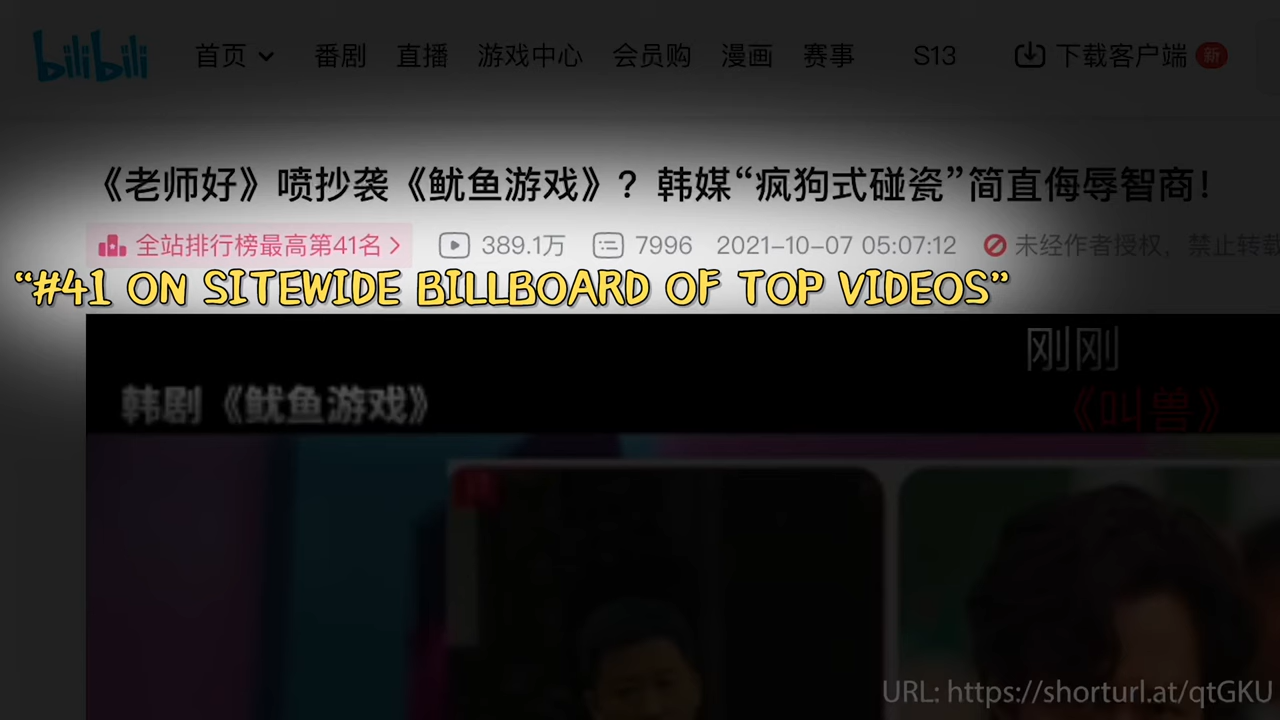 bilibili 首页 番剧 直播 游戏中心 会员购 漫画 赛事 S13 下载客户端 新
《老师好》喷抄袭《鱿鱼游戏》？韩媒“疯狗式碰瓷”简直侮辱智商！
全站排行榜最高第41名 389.1万 7996 2021-10-07 05:07:12 未经作者授权，禁止转载
“#41 ON SITEWIDE BILLBOARD OF TOP VIDEOS”
刚刚
韩剧《鱿鱼游戏》
《叫兽》
URL: https://shorturl.at/qtGKU